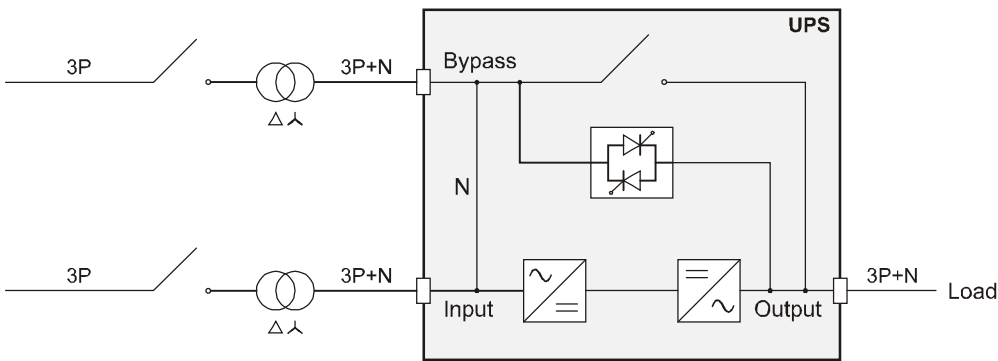 UPS
3P
3P+N
Bypass
N
3P
3P+N
Input
Output
3P+N
Load